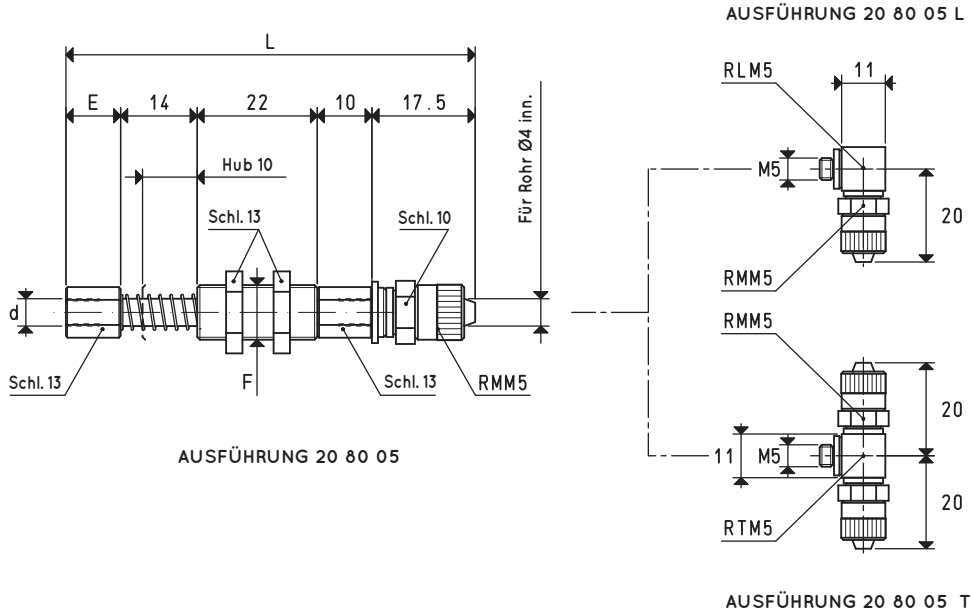 AUSFÜHRUNG 20 80 05 L
L
E
14
22
10
17.5
Hub 10
Für Rohr Ø4 inn.
Schl. 13
Schl. 10
d
Schl. 13
F
Schl. 13
RMM5
AUSFÜHRUNG 20 80 05
RLM5
11
M5
20
RMM5
RMM5
20
11
M5
20
RTM5
AUSFÜHRUNG 20 80 05 T